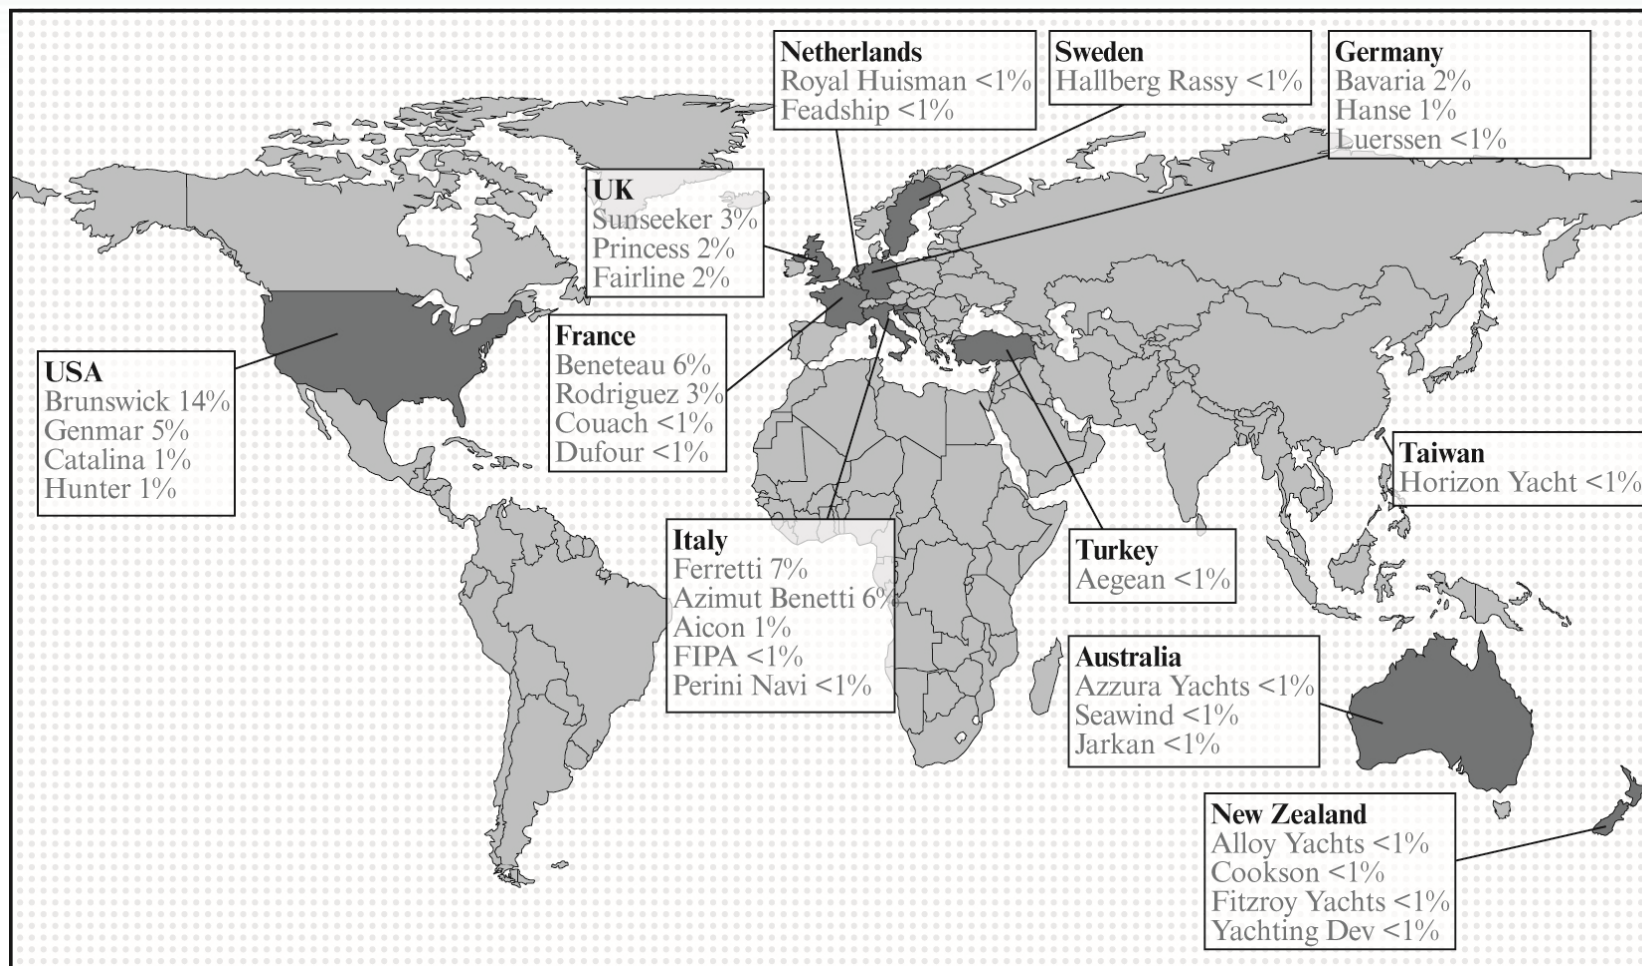 Netherlands
Royal Huisman <1%
Feadship <1%
Sweden
Hallberg Rassy <1%
Germany
Bavaria 2%
Hanse 1%
Luerssen <1%
UK
Sunseeker 3%
Princess 2%
Fairline 2%
France
Beneteau 6%
Rodriguez 3%
Couach <1%
Dufour <1%
USA
Brunswick 14%
Genmar 5%
Catalina 1%
Hunter 1%
Taiwan
Horizon Yacht <1%
Italy
Ferretti 7%
Azimut Benetti 6%
Aicon 1%
FIPA <1%
Perini Navi <1%
Turkey
Aegean <1%
Australia
Azzura Yachts <1%
Seawind <1%
Jarkan <1%
New Zealand
Alloy Yachts <1%
Cookson <1%
Fitzroy Yachts <1%
Yachting Dev <1%